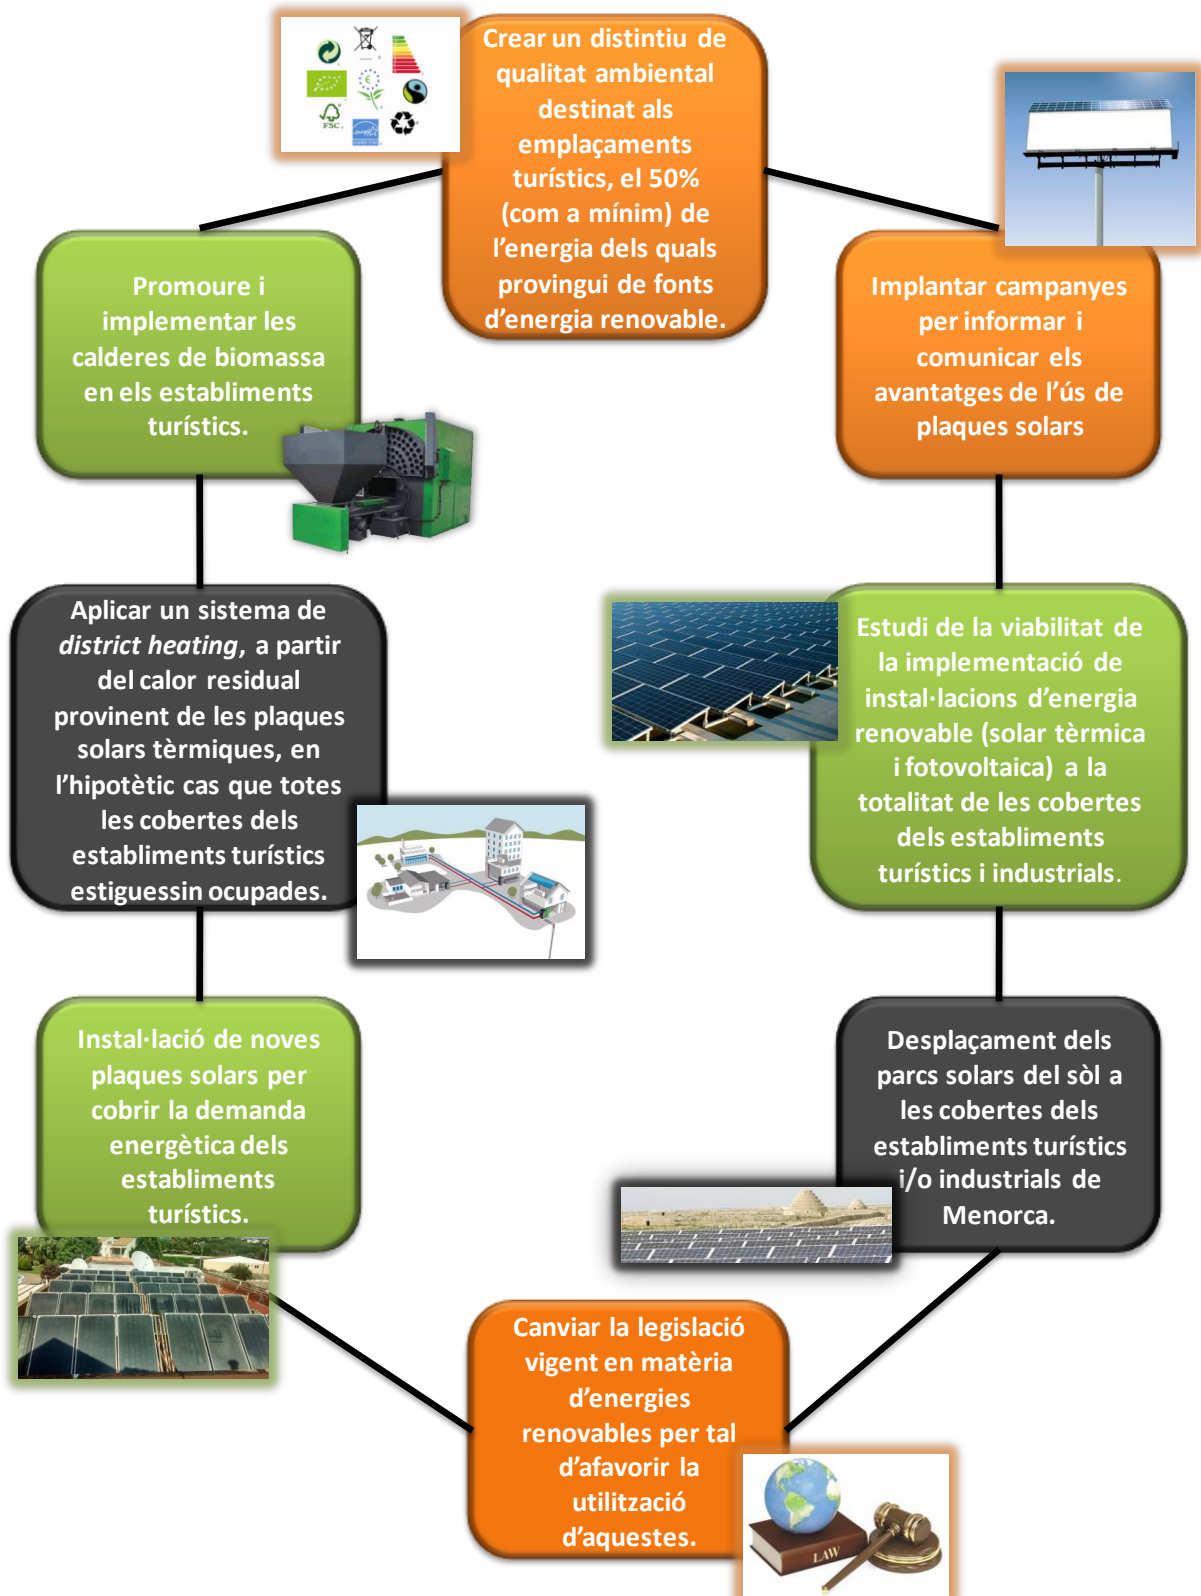 Crear un distintiu de
qualitat ambiental
destinat als
emplaçaments
turístics, el 50%
(com a mínim) de
l’energia dels quals
provingui de fonts
d’energia renovable.
FSC
Promoure i
implementar les
calderes de biomassa
en els establiments
turístics.
Implantar campanyes
per informar i
comunicar els
avantatges de l’ús de
plaques solars
Aplicar un sistema de
district heating, a partir
del calor residual
provinent de les plaques
solars tèrmiques, en
l’hipotètic cas que totes
les cobertes dels
establiments turístics
estiguessin ocupades.
Estudi de la viabilitat de
la implementació de
instal·lacions d’energia
renovable (solar tèrmica
i fotovoltaica) a la
totalitat de les cobertes
dels establiments
turístics i industrials.
Instal·lació de noves
plaques solars per
cobrir la demanda
energètica dels
establiments
turístics.
Desplaçament dels
parcs solars del sòl a
les cobertes dels
establiments turístics
i/o industrials de
Menorca.
Canviar la legislació
vigent en matèria
d’energies
renovables per tal
d’afavorir la
utilització
d’aquestes.
LAW